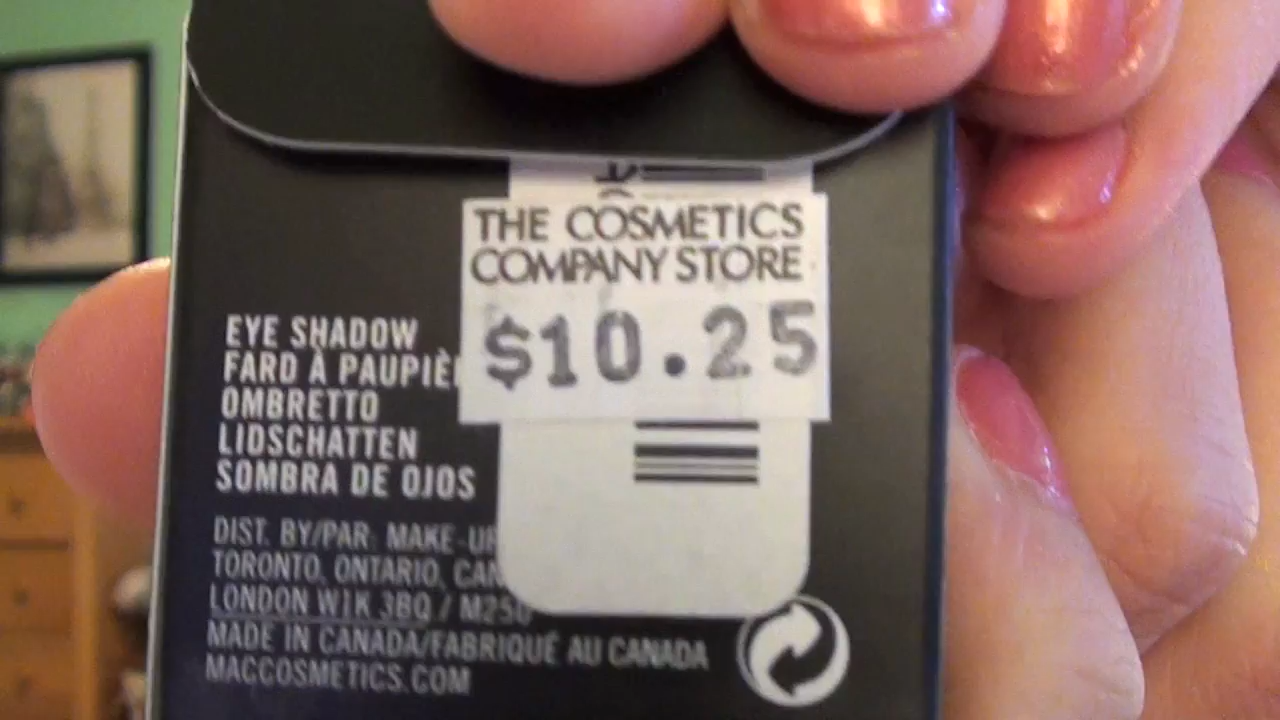 THE COSMETICS
COMPANY STORE
$10.25
EYE SHADOW
FARD À PAUPIÈ
OMBRETTO
LIDSCHATTEN
SOMBRA DE OJOS
DIST. BY/PAR: MAKE-UP
TORONTO, ONTARIO, CAN
LONDON W1K 3BQ / M25
MADE IN CANADA/FABRIQUÉ AU CANADA
MACCOSMETICS.COM